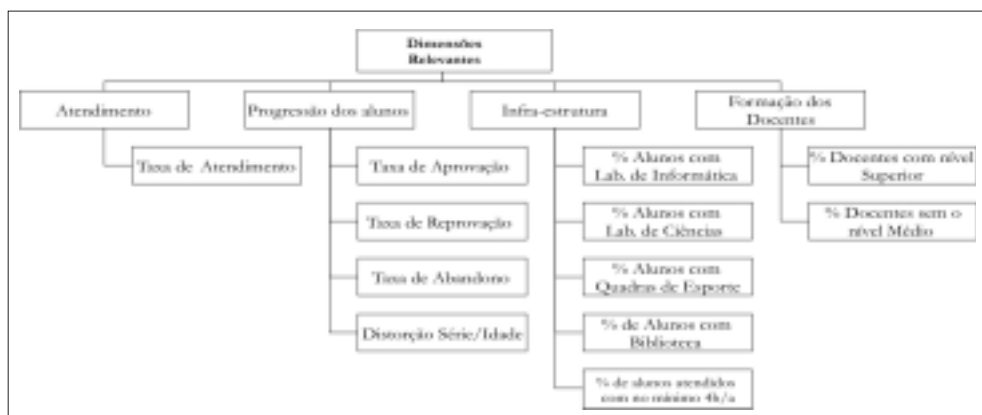 Dimensões
Relevantes
Atendimento
Progressão dos alunos
Infra-estrutura
Formação dos
Docentes
Taxa de Atendimento
Taxa de Aprovação
Taxa de Reprovação
Taxa de Abandono
Distorção Série/Idade
% Alunos com
Lab. de Informática
% Alunos com
Lab. de Ciências
% Alunos com
Quadras de Esporte
% de Alunos com
Biblioteca
% de alunos atendidos
com no mínimo 4h/a
% Docentes com nível
Superior
% Docentes sem o
nível Médio